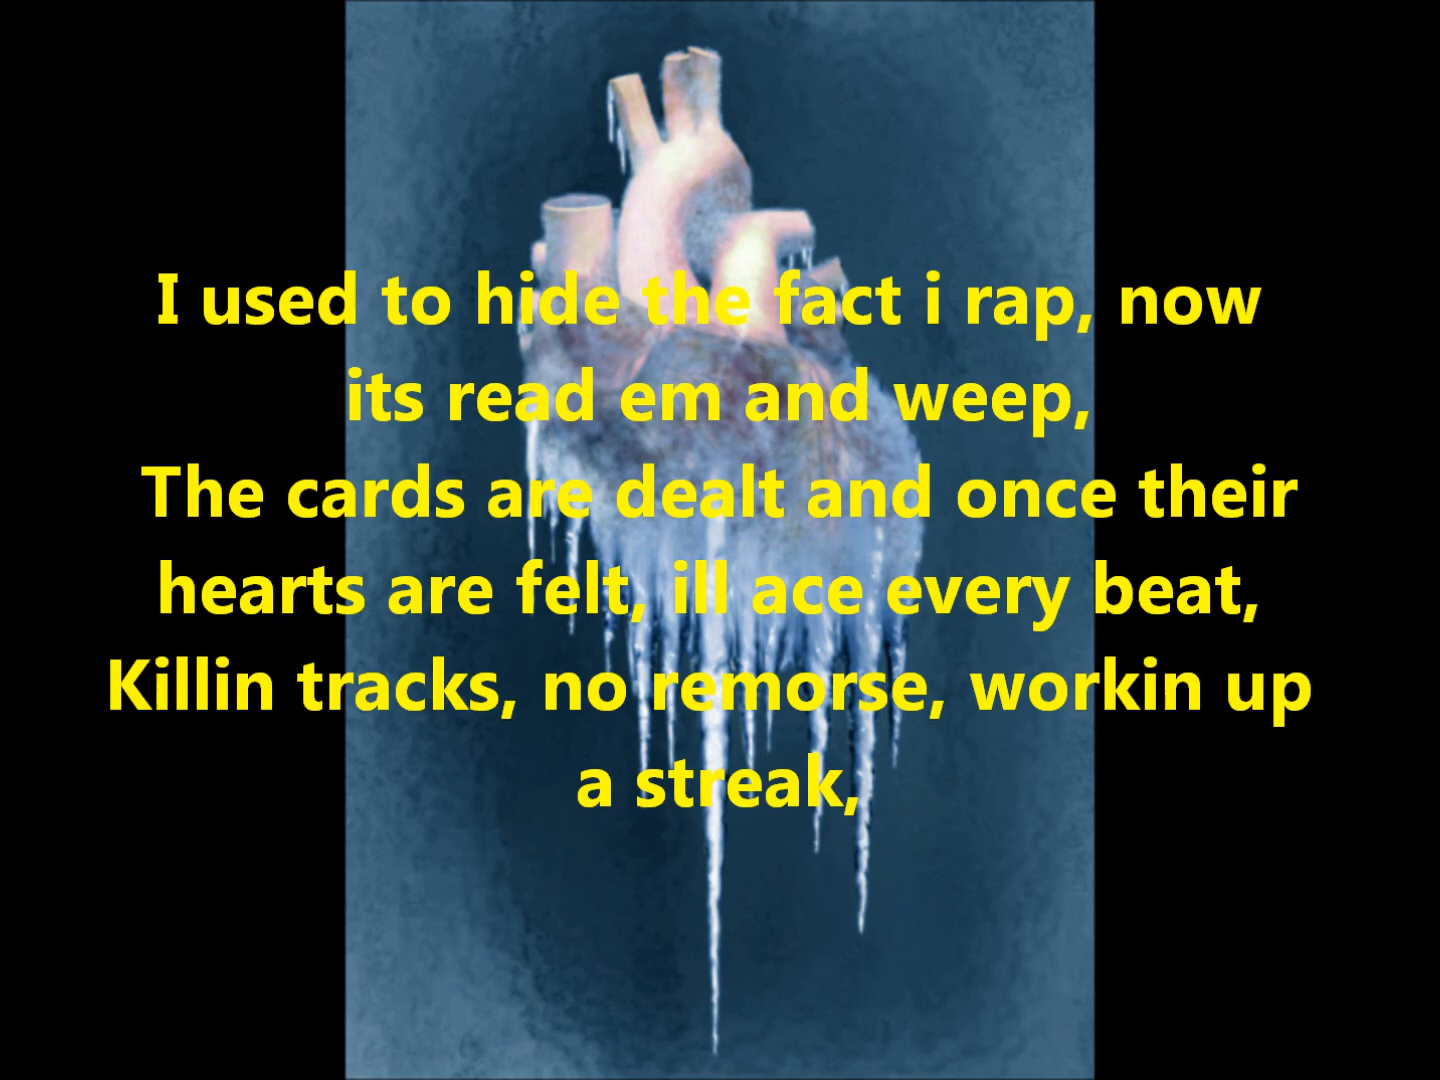 I used to hide the fact i rap, now
its read em and weep,
The cards are dealt and once their
hearts are felt, ill ace every beat,
Killin tracks, no remorse, workin up
a streak,